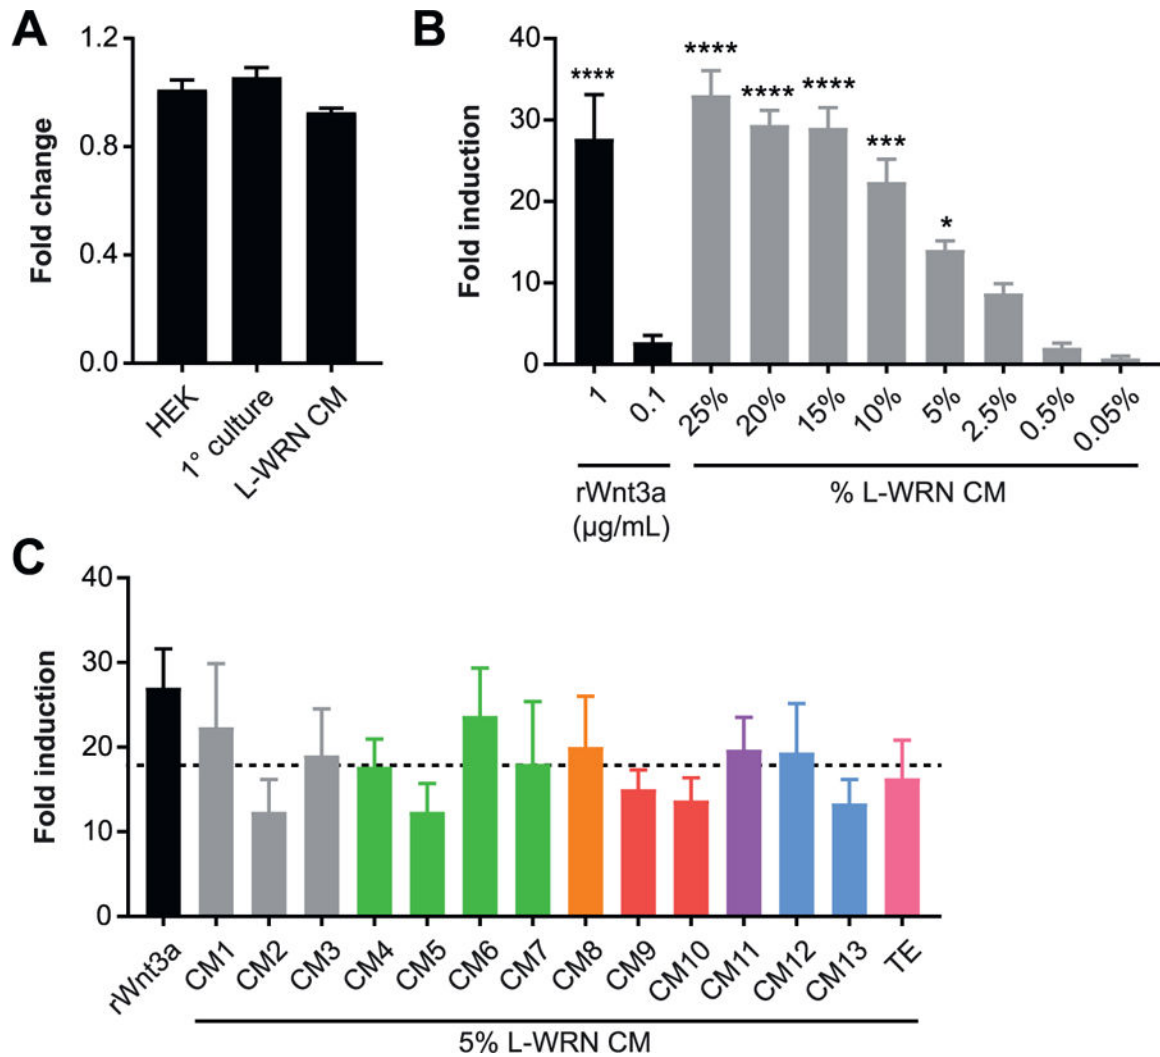 A
Fold change
1.2
0.8
0.4
0.0
HEK
1° culture
L-WRN CM
B
Fold induction
40
30
20
10
0
****
****
****
****
***
*
1
0.1
25%
20%
15%
10%
5%
2.5%
0.5%
0.05%
rWnt3a
(µg/mL)
% L-WRN CM
C
Fold induction
40
30
20
10
0
rWnt3a
CM1
CM2
CM3
CM4
CM5
CM6
CM7
CM8
CM9
CM10
CM11
CM12
CM13
TE
5% L-WRN CM